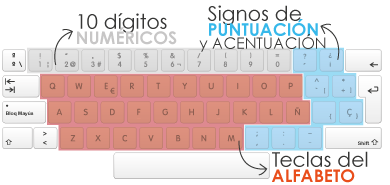 10 dígitos
NUMÉRICOS
Signos de
PUNTUACIÓN
y ACENTUACIÓN
Q W E € R T Y U I O P
Bloq Mayús A S D F G H J K L Ñ Ç
> < Z X C V B N M Shift
Teclas del
ALFABETO